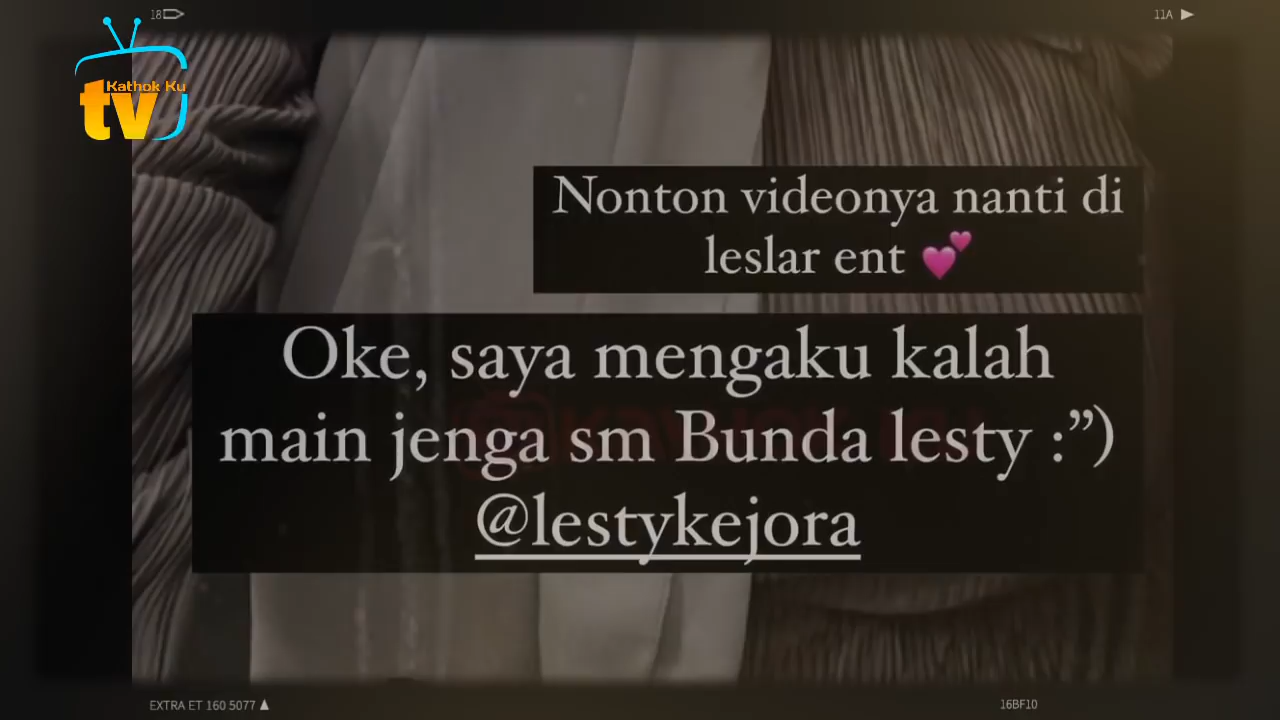 18
11A
Kathok Ku
tv
Nonton videonya nanti di
leslar ent 💕
Oke, saya mengaku kalah
main jenga sm Bunda lesty :”)
@lestykejora
EXTRA ET 160 5077
16BF10